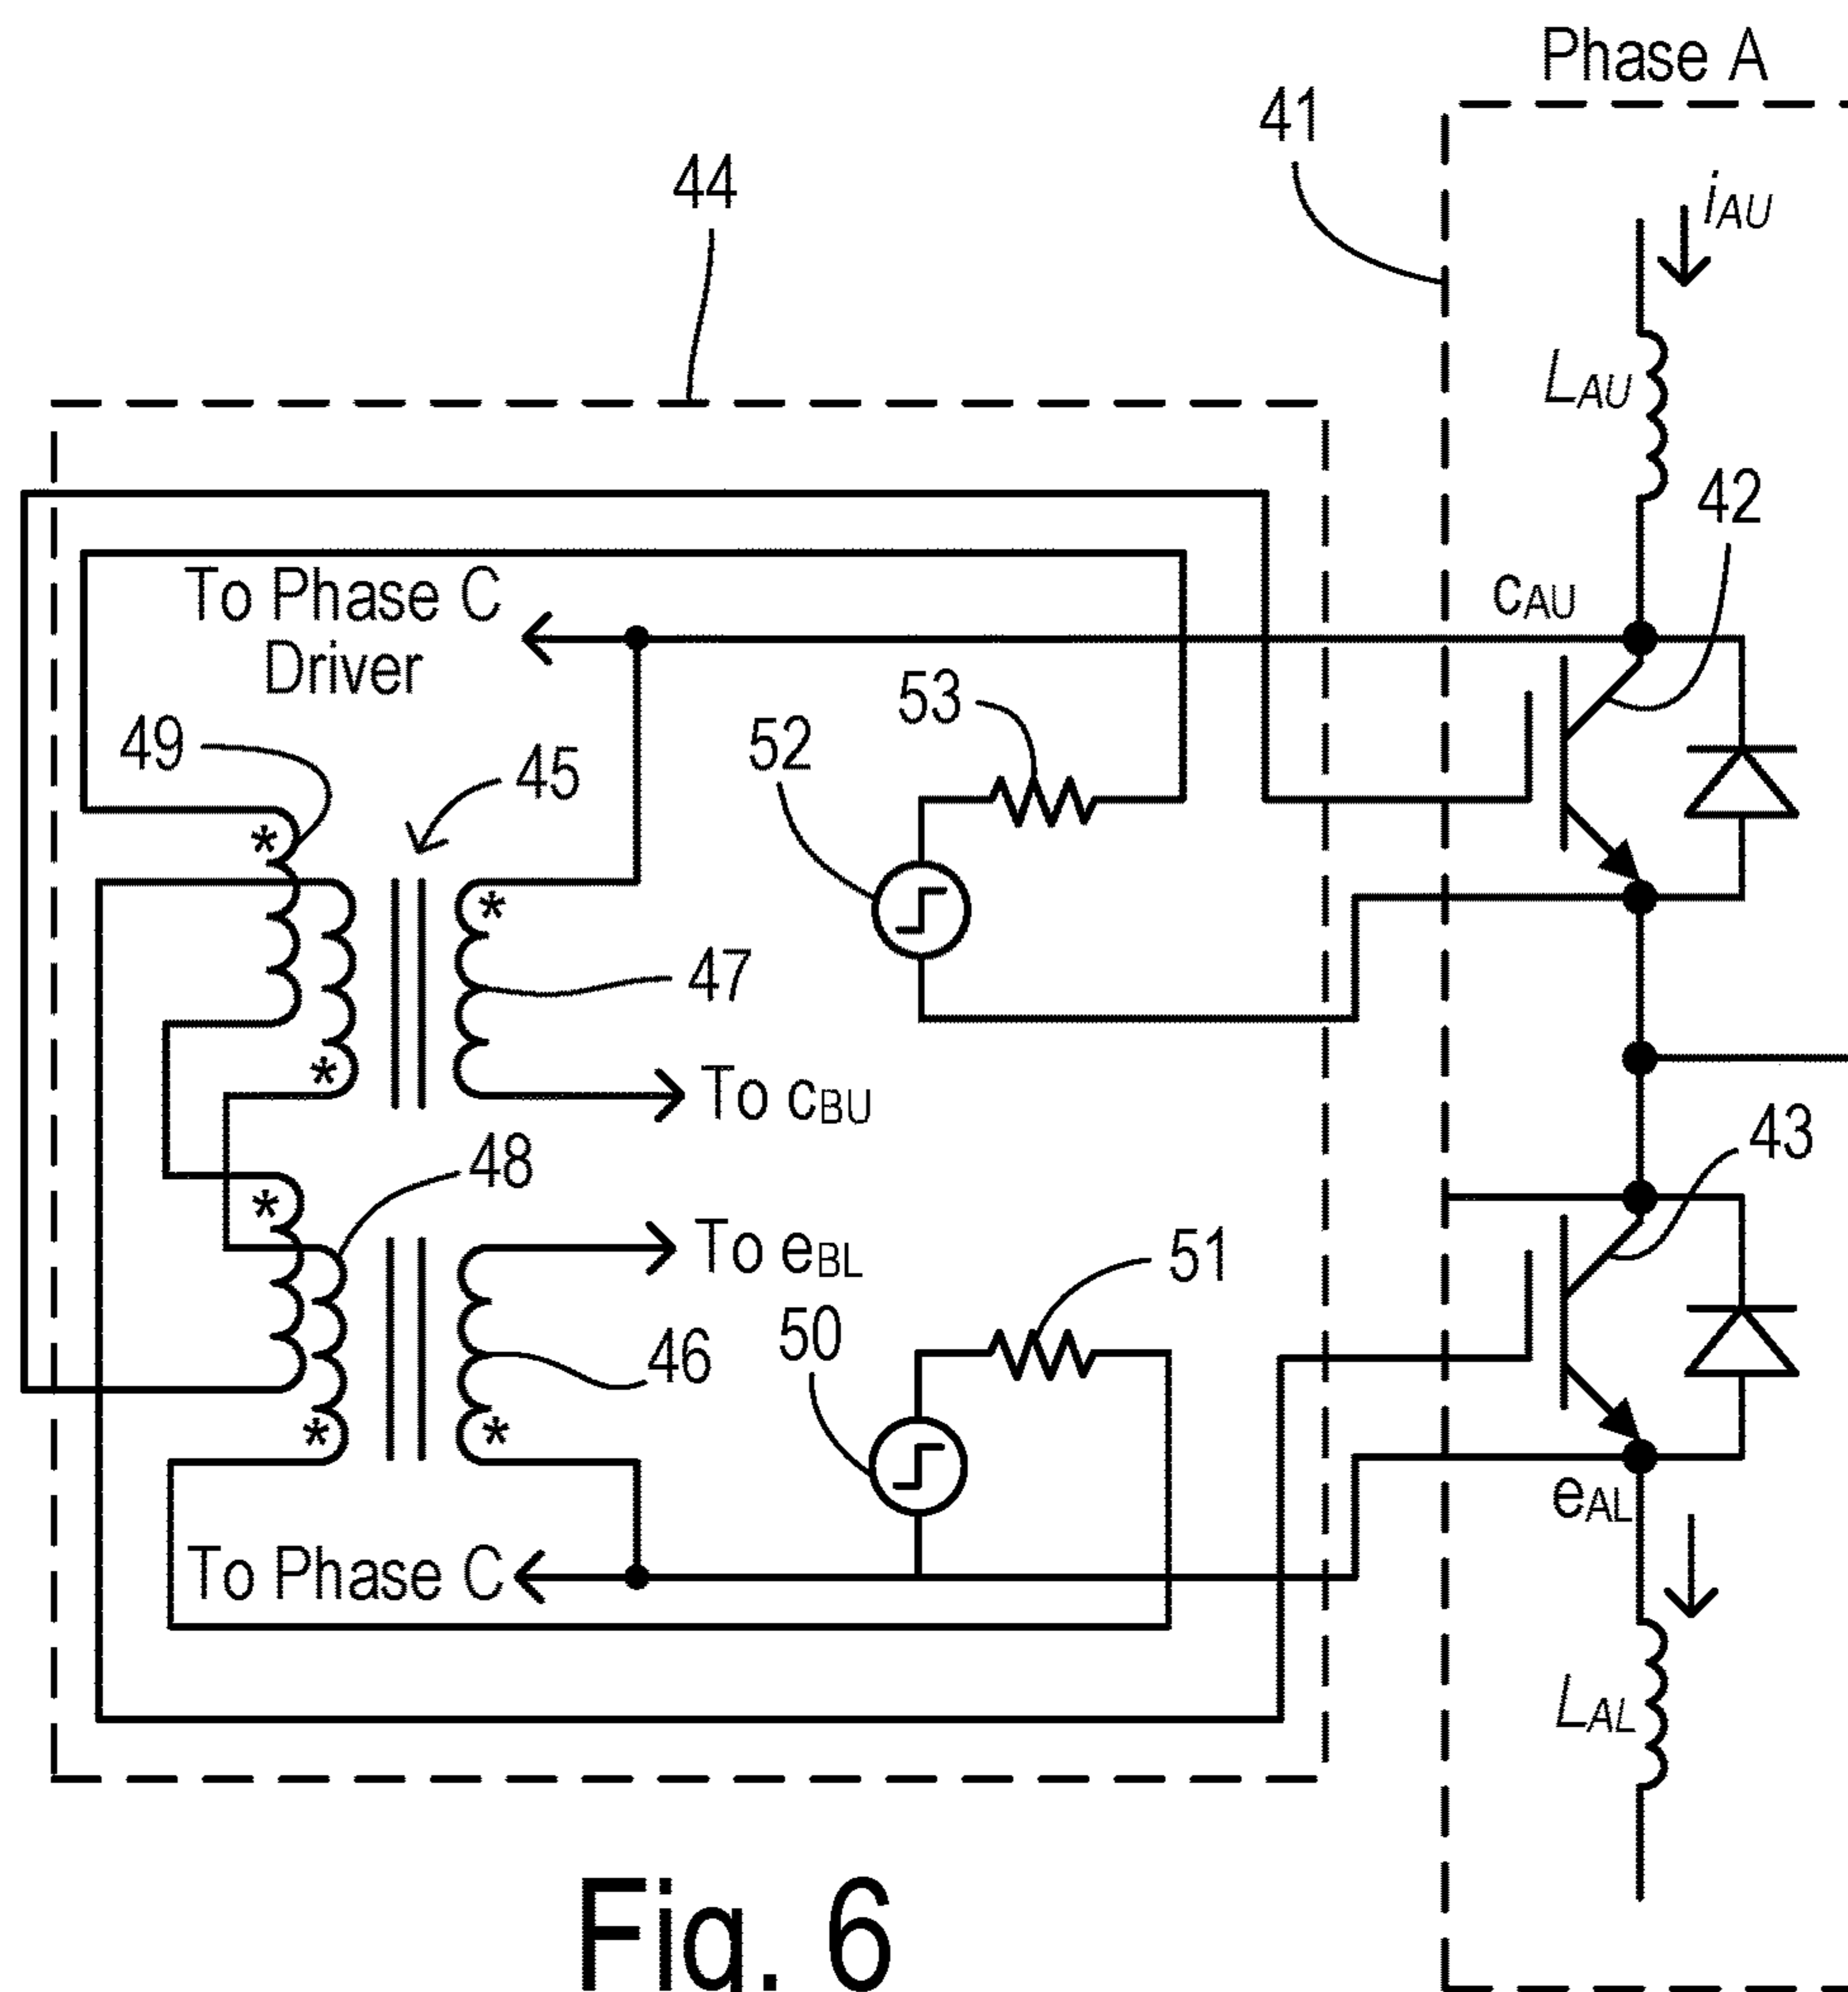 Phase A
41
44
iAU
LAU
42
cAU
To Phase C
Driver
53
52
49
45
*
*
47
*
To cBU
43
48
*
To eBL
51
50
46
*
*
eAL
To Phase C
LAL
Fig. 6